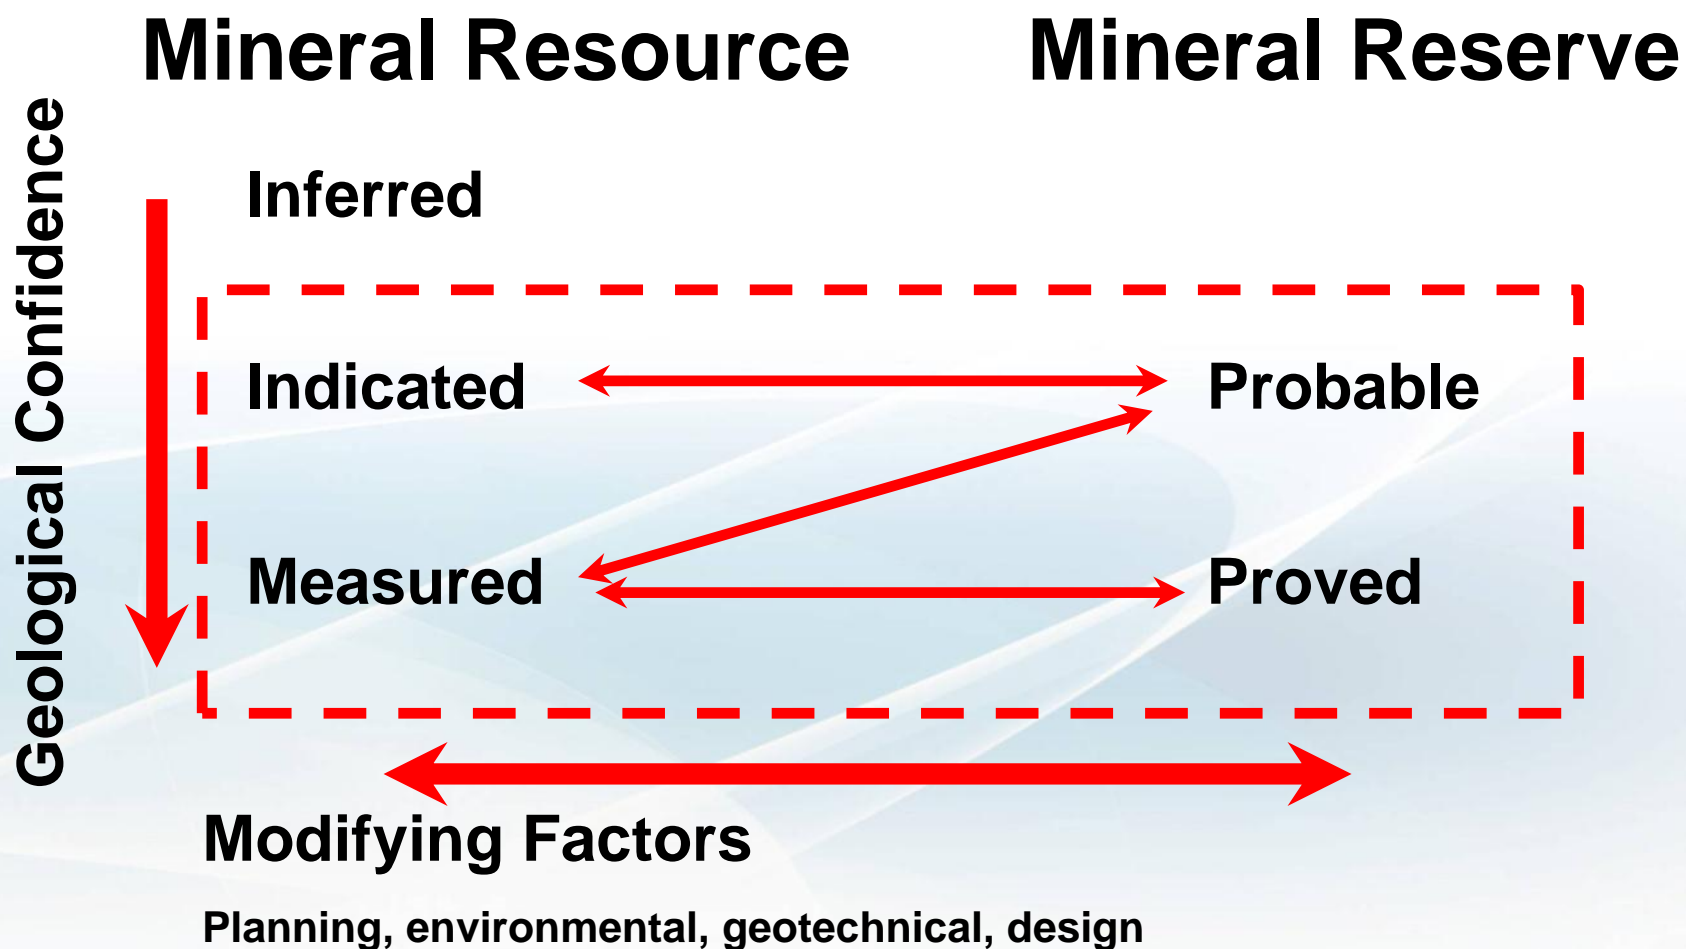 Mineral Resource Mineral Reserve
Geological Confidence
Inferred
Indicated Probable
Measured Proved
Modifying Factors
Planning, environmental, geotechnical, design